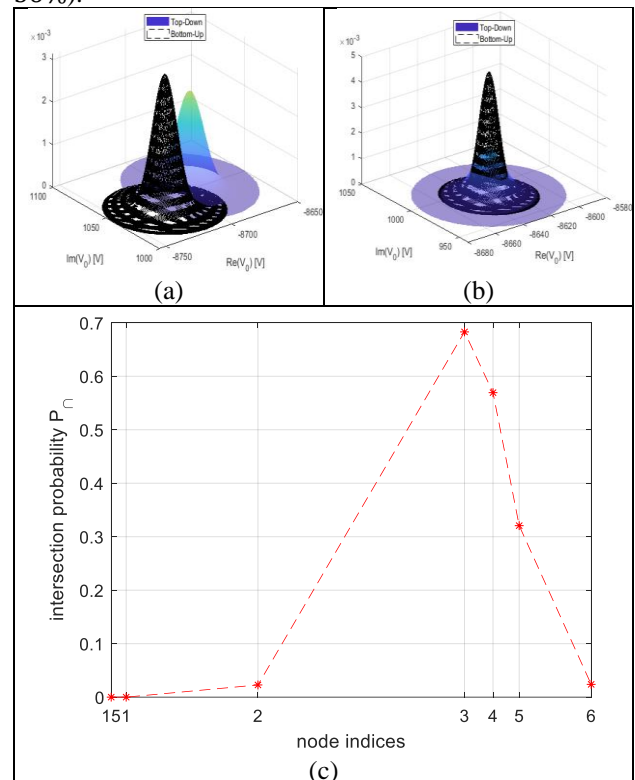 Top-Down
Bottom-Up
×10⁻³
3
2
1
0
1100
1050
1000
Im(V₀) [V]
-8750
-8700
-8650
Re(V₀) [V]
(a)
Top-Down
Bottom-Up
×10⁻³
5
4
3
2
1
0
1050
1000
950
Im(V₀) [V]
-8680
-8660
-8640
-8620
-8600
-8580
Re(V₀) [V]
(b)
0.7
0.6
0.5
0.4
0.3
0.2
0.1
0
intersection probability P∩
151 2 3 4 5 6
node indices
(c)